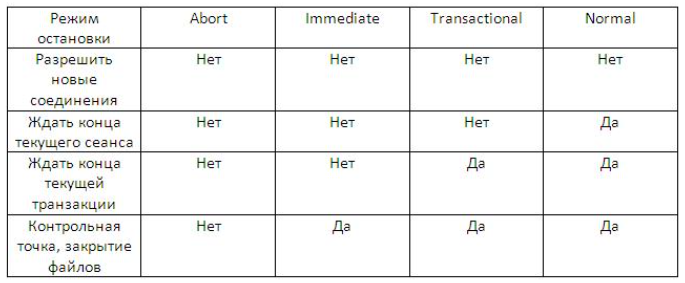 Режим Abort Immediate Transactional Normal
остановки
Разрешить Нет Нет Нет Нет
новые
соединения
Ждать конца Нет Нет Нет Да
текущего сеанса
Ждать конца Нет Нет Да Да
текущей
транзакции
Контрольная Нет Да Да Да
точка, закрытие
файлов